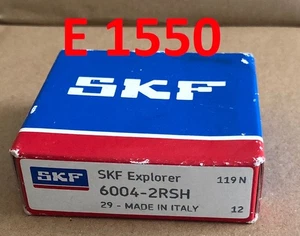 E 1550
SKF
SKF
SKF Explorer
119 N
6004-2RSH
29 - MADE IN ITALY
12